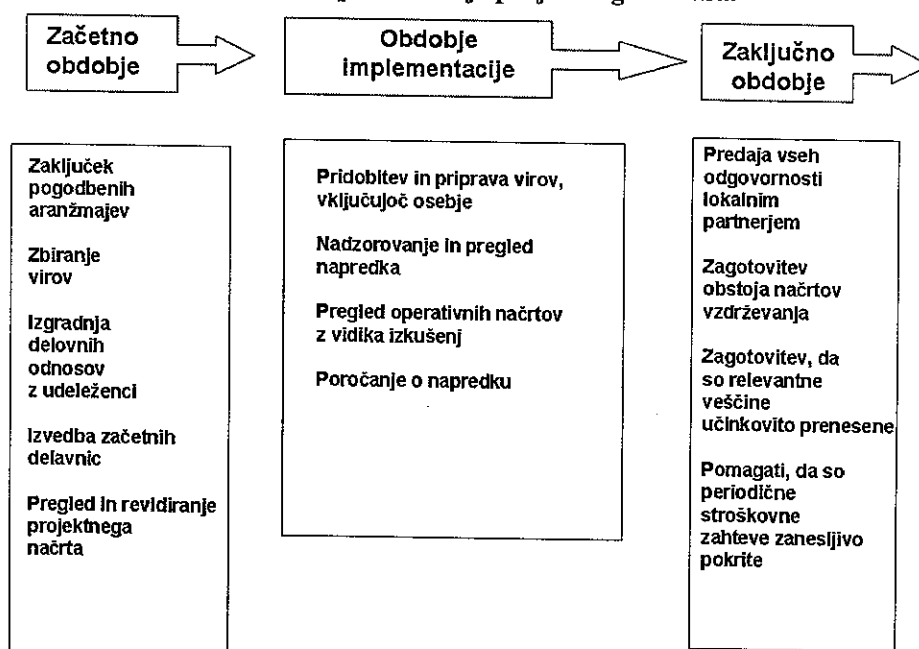 Začetno
obdobje
Obdobje
implementacije
Zaključno
obdobje
Zaključek
pogodbenih
aranžmajev
Zbiranje
virov
Izgradnja
delovnih
odnosov
z udeleženci
Izvedba začetnih
delavnic
Pregled in revidiranje
projektnega
načrta
Pridobitev in priprava virov,
vključujoč osebje
Nadzorovanje in pregled
napredka
Pregled operativnih načrtov
z vidika izkušenj
Poročanje o napredku
Predaja vseh
odgovornosti
lokalnim
partnerjem
Zagotovitev
obstoja načrtov
vzdrževanja
Zagotovitev, da
so relevantne
veščine
učinkovito prenesene
Pomagati, da so
periodične
stroškovne
zahteve zanesljivo
pokrite